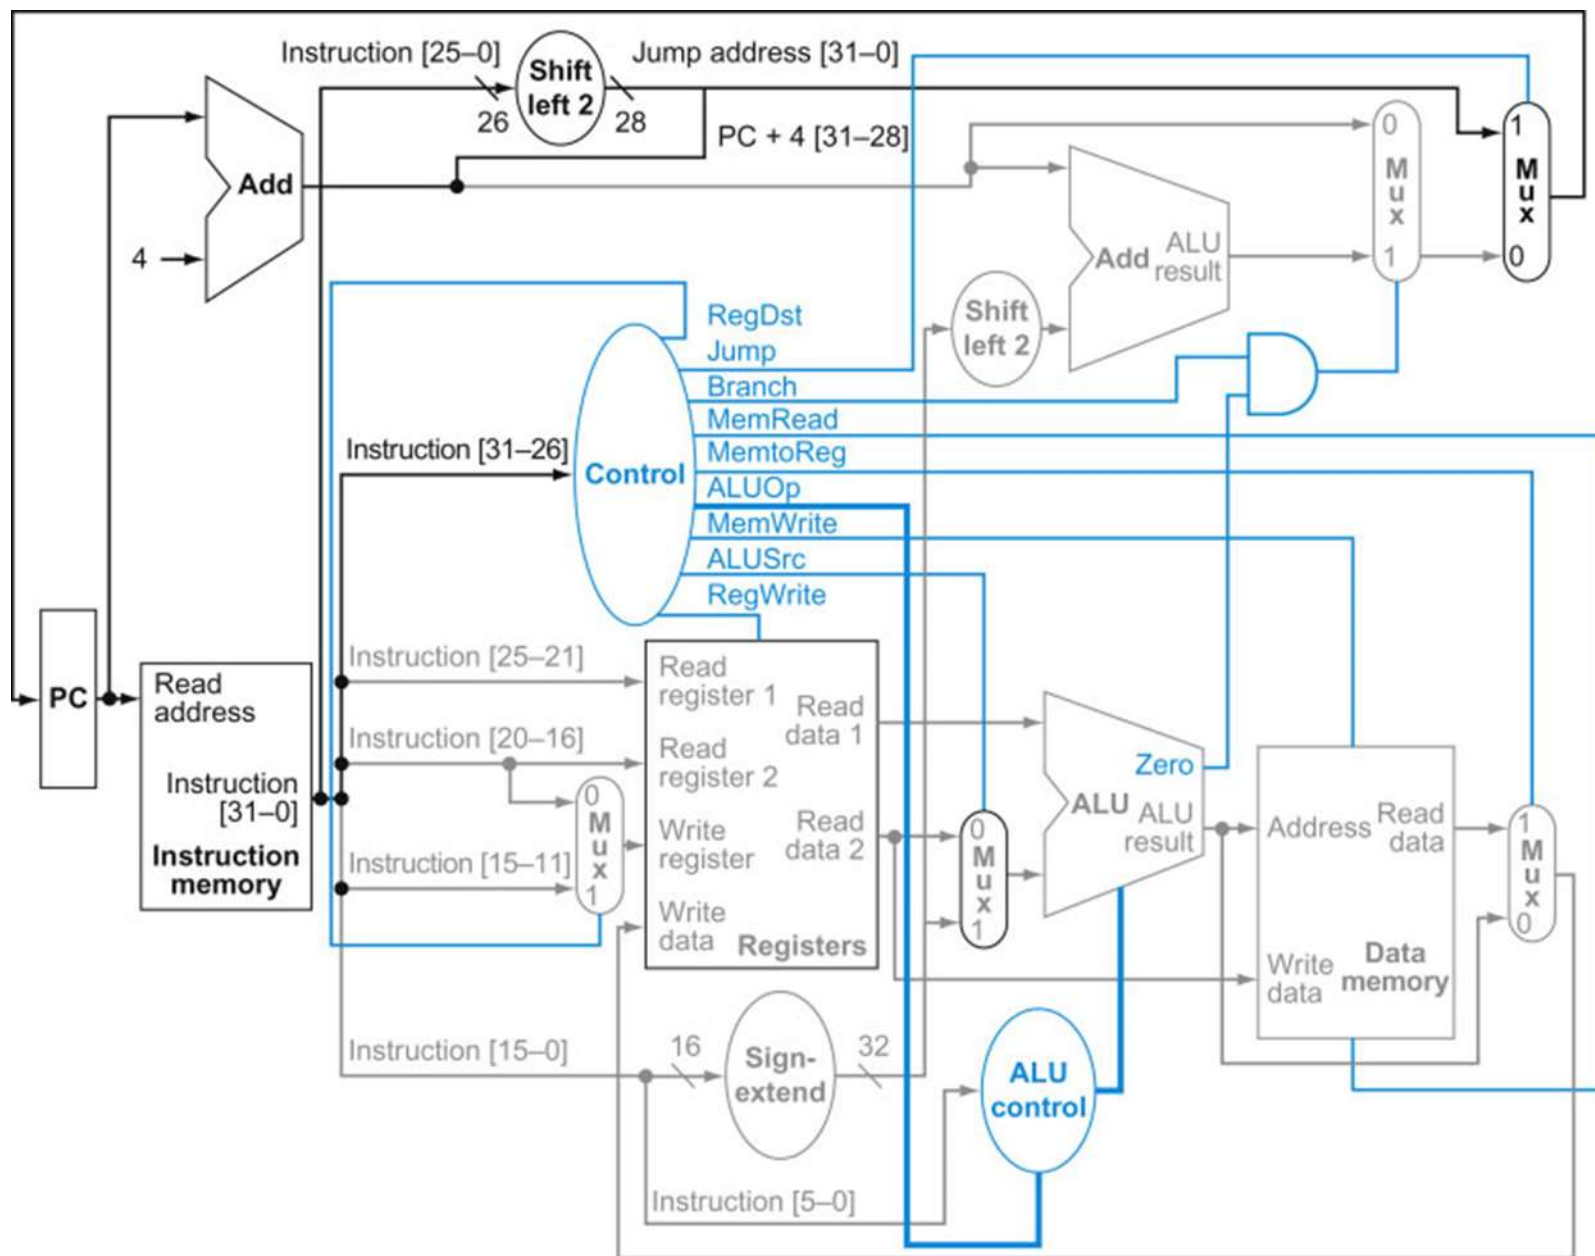 Instruction [25–0]
Shift
left 2
Jump address [31–0]
26
28
PC + 4 [31–28]
Add
4
0
M
u
x
1
1
M
u
x
0
Add
ALU
result
Shift
left 2
RegDst
Jump
Branch
MemRead
MemtoReg
ALUOp
MemWrite
ALUSrc
RegWrite
Instruction [31–26]
Control
PC
Read
address
Instruction
[31–0]
Instruction
memory
Instruction [25–21]
Instruction [20–16]
Instruction [15–11]
0
M
u
x
1
Read
register 1
Read
register 2
Write
register
Write
data
Read
data 1
Read
data 2
Registers
0
M
u
x
1
Zero
ALU
ALU
result
Address
Read
data
Write
data
Data
memory
1
M
u
x
0
Instruction [15–0]
16
Sign-
extend
32
ALU
control
Instruction [5–0]